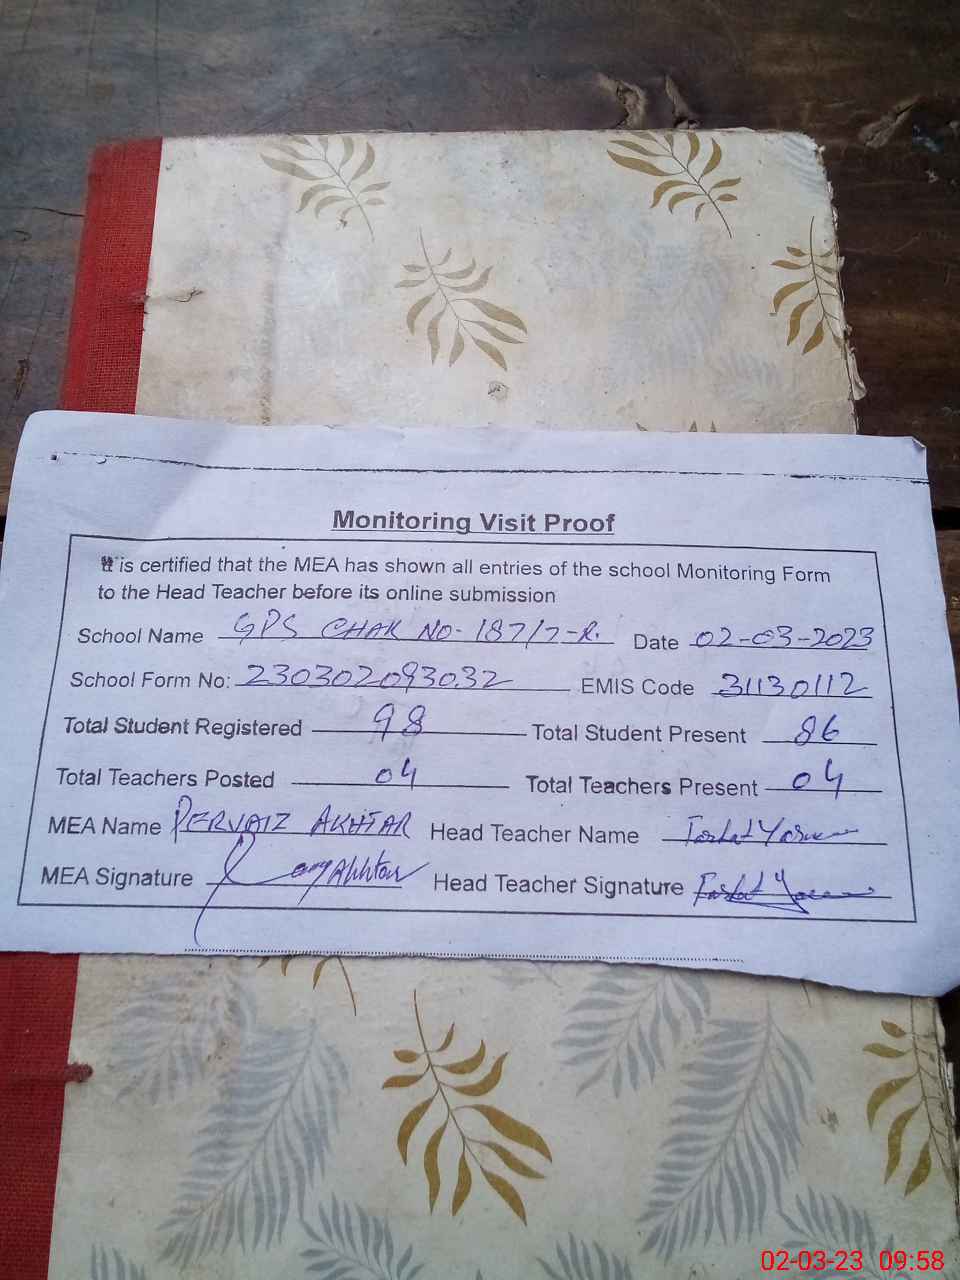 Monitoring Visit Proof
It is certified that the MEA has shown all entries of the school Monitoring Form
to the Head Teacher before its online submission
School Name GPS CHAK NO- 187/7-R. Date 02-03-2023
School Form No: 230302093032 EMIS Code 31130112
Total Student Registered 98 Total Student Present 86
Total Teachers Posted 04 Total Teachers Present 04
MEA Name PERVAIZ AKHTAR Head Teacher Name
MEA Signature Head Teacher Signature
02-03-23 09:58